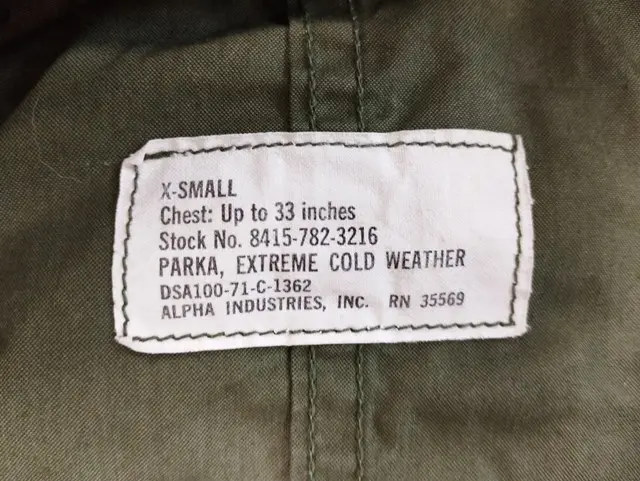 X-SMALL
Chest: Up to 33 inches
Stock No. 8415-782-3216
PARKA, EXTREME COLD WEATHER
DSA100-71-C-1362
ALPHA INDUSTRIES, INC. RN 35569